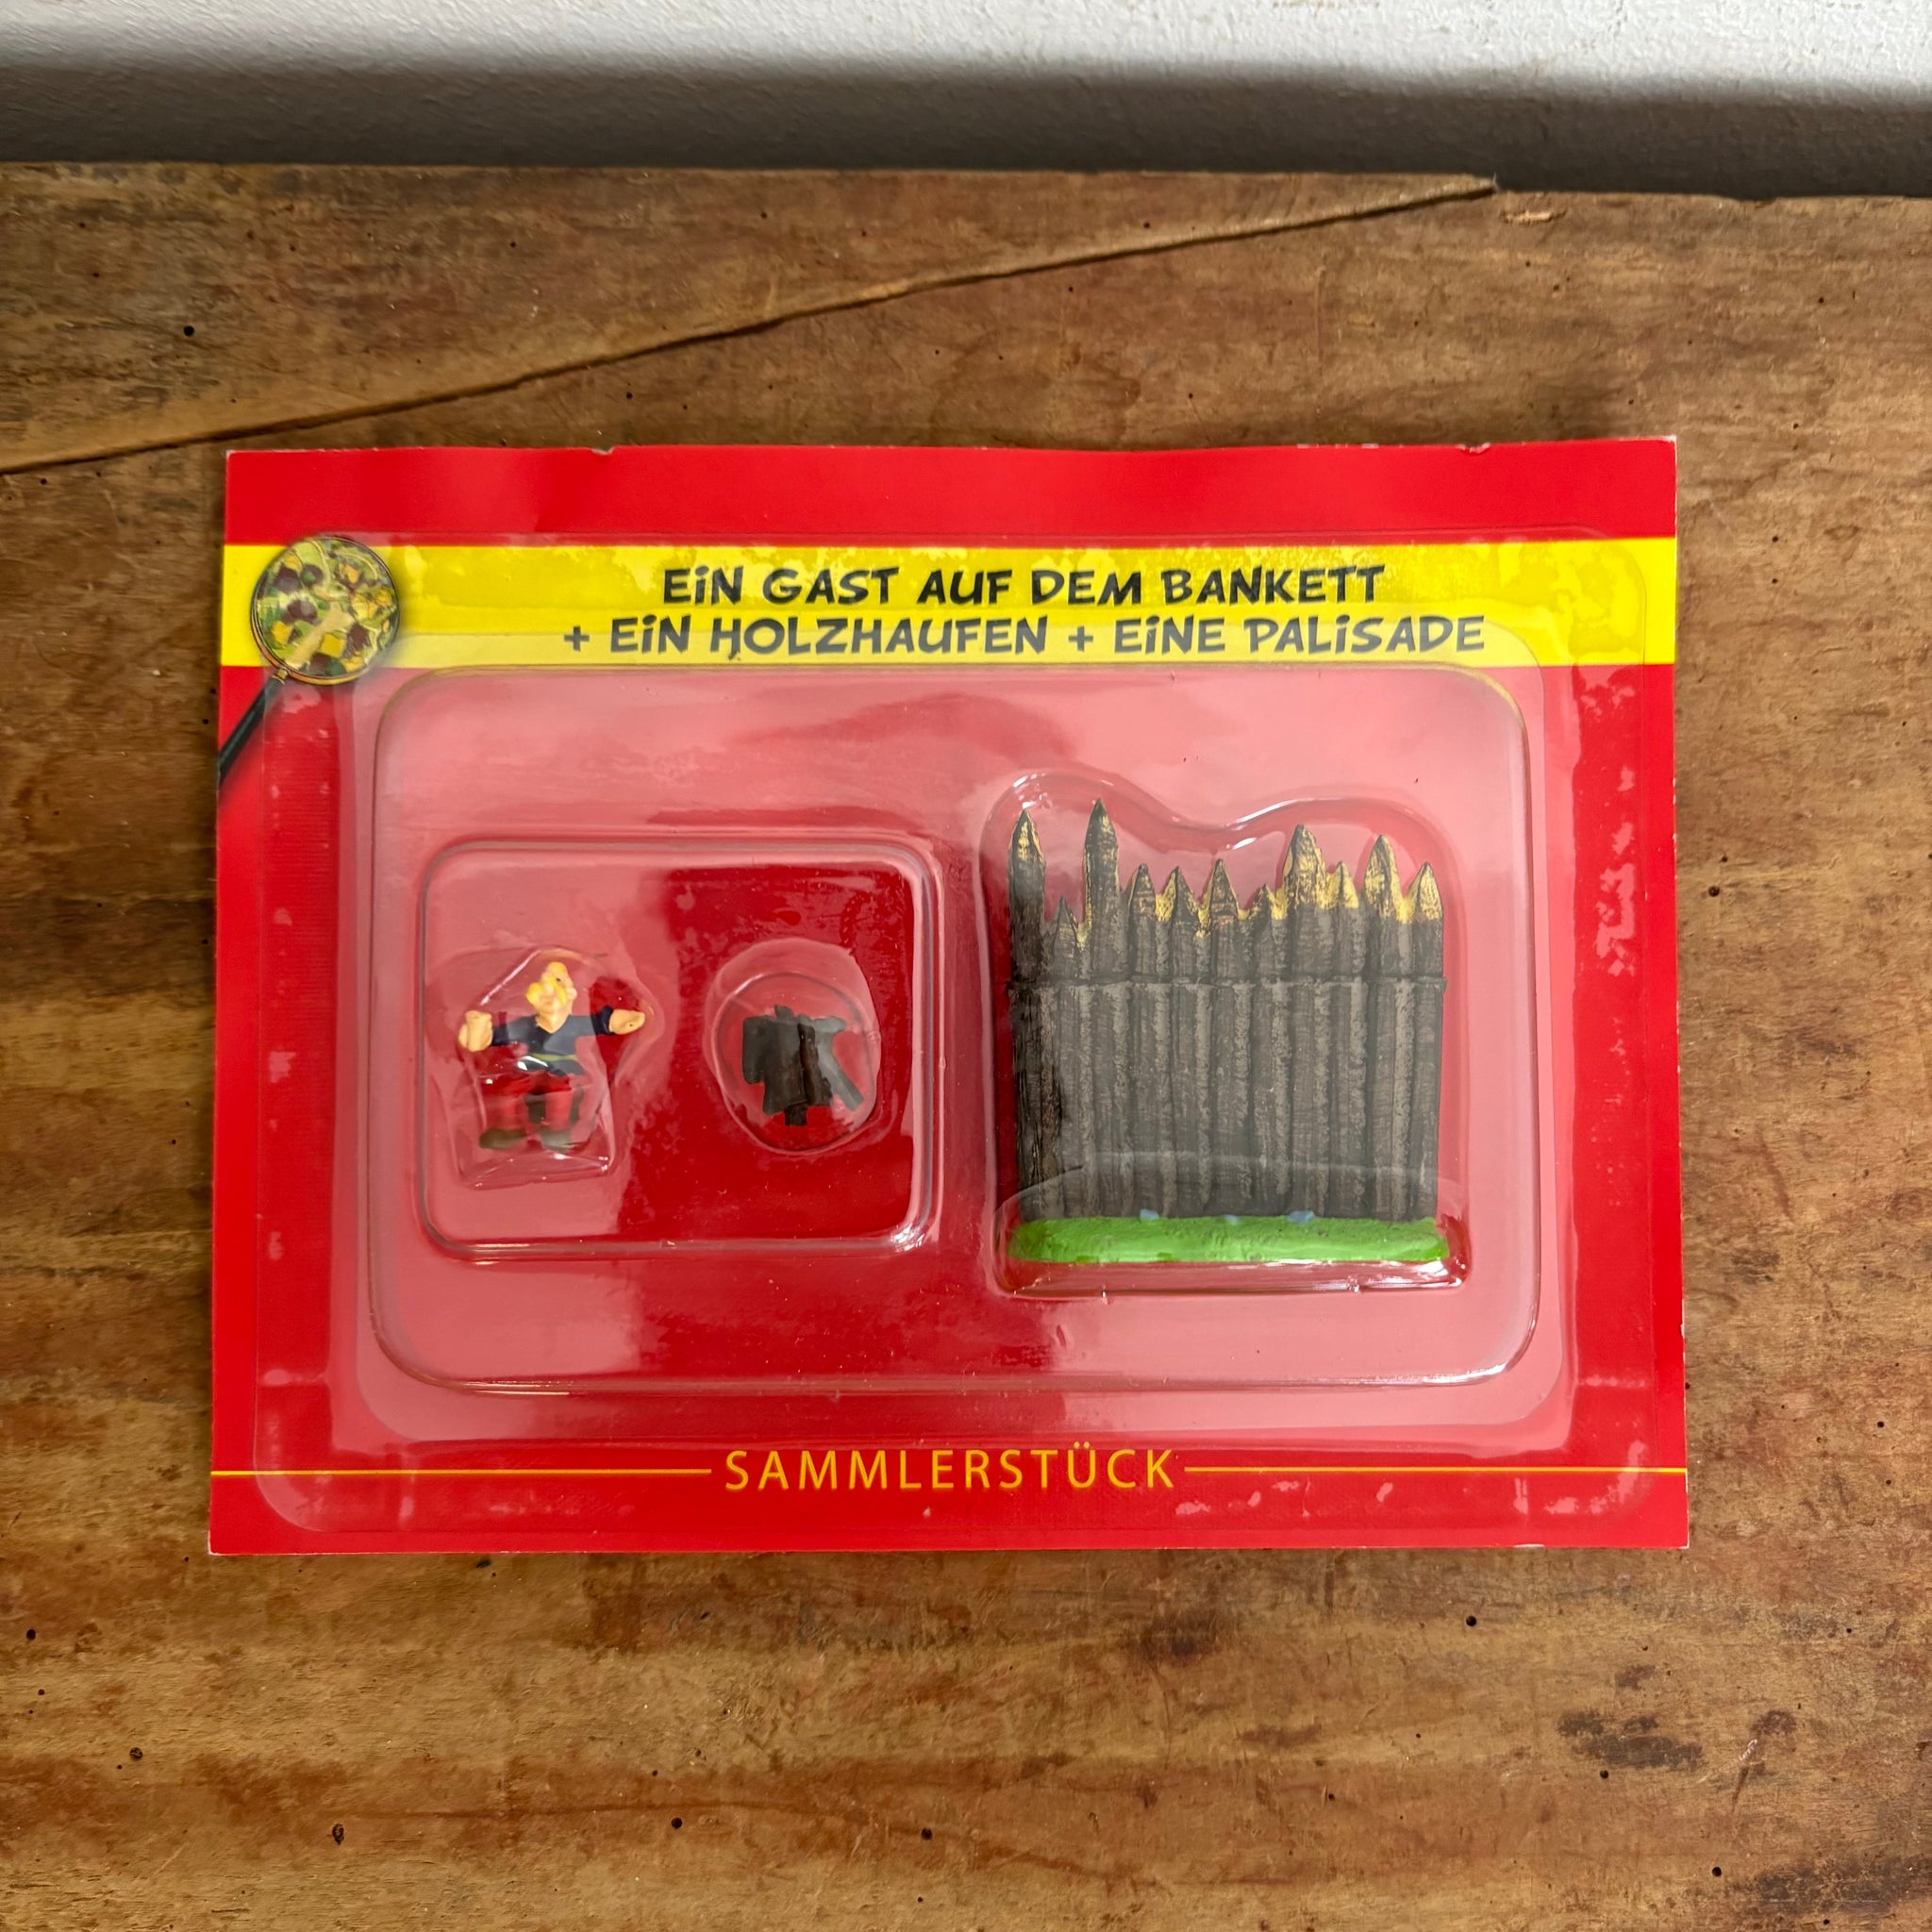 EiN GAST AUF DEM BANKETT
+ EiN HOLZHAUFEN + EiNE PALiSADE
SAMMLERSTÜCK